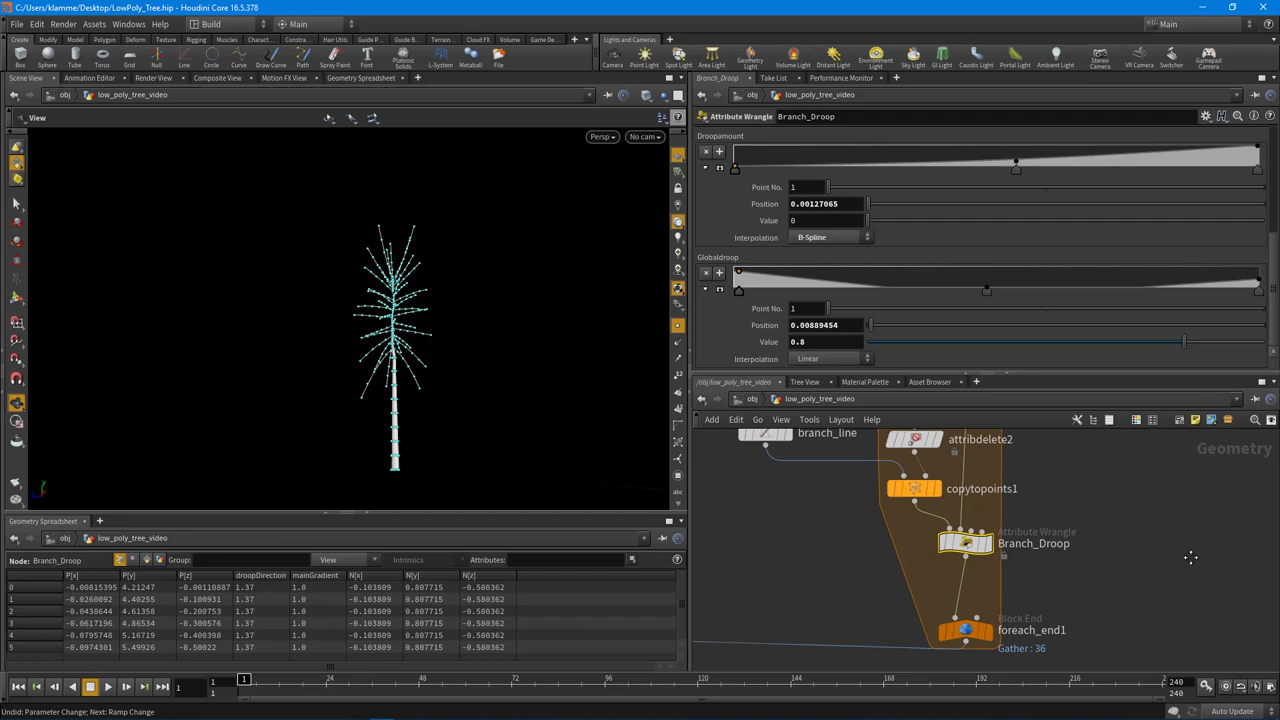 C:/Users/klamme/Desktop/LowPoly_Tree.hip - Houdini Core 16.5.378
File Edit Render Assets Windows Help Build Main Main
Create Modify Model Polygon Deform Texture Rigging Muscles Charact... Constra... Hair Utils Guide P... Guide B... Terrain... Cloud FX Volume Game De...
Lights and Cameras
Box Sphere Tube Torus Grid Null Line Circle Curve Draw Curve Path Spray Paint Font Platonic Solids L-System Metaball File
Camera Point Light Spot Light Area Light Geometry Light Volume Light Distant Light Environment Light Sky Light GI Light Caustic Light Portal Light Ambient Light Stereo Camera VR Camera Switcher Gamepad Camera
Scene View Animation Editor Render View Composite View Motion FX View Geometry Spreadsheet
obj low_poly_tree_video
View
Persp No cam
Branch_Droop Take List Performance Monitor
obj low_poly_tree_video
Attribute Wrangle Branch_Droop
Droopamount
Point No. 1
Position 0.00127065
Value 0
Interpolation B-Spline
Globaldroop
Point No. 1
Position 0.00889454
Value 0.8
Interpolation Linear
/obj/low_poly_tree_video Tree View Material Palette Asset Browser
obj low_poly_tree_video
Add Edit Go View Tools Layout Help
Geometry
branch_line
attribdelete2
copytopoints1
Attribute Wrangle
Branch_Droop
Block End
foreach_end1
Gather : 36
Geometry Spreadsheet
obj low_poly_tree_video
Node: Branch_Droop Group: View Intrinsics Attributes:
P[x] P[y] P[z] droopDirection mainGradient N[x] N[y] N[z]
0 -0.00815395 4.21247 -0.00110887 1.37 1.0 -0.103809 0.807715 -0.580362
1 -0.0260092 4.40255 -0.100931 1.37 1.0 -0.103809 0.807715 -0.580362
2 -0.0438644 4.61358 -0.200753 1.37 1.0 -0.103809 0.807715 -0.580362
3 -0.0617196 4.86534 -0.300576 1.37 1.0 -0.103809 0.807715 -0.580362
4 -0.0795748 5.16719 -0.400398 1.37 1.0 -0.103809 0.807715 -0.580362
5 -0.0974301 5.49926 -0.50022 1.37 1.0 -0.103809 0.807715 -0.580362
1 1 1 1 24 48 72 96 120 144 168 192 216 2 240 240
Undo: Parameter Change; Next: Ramp Change
Auto Update